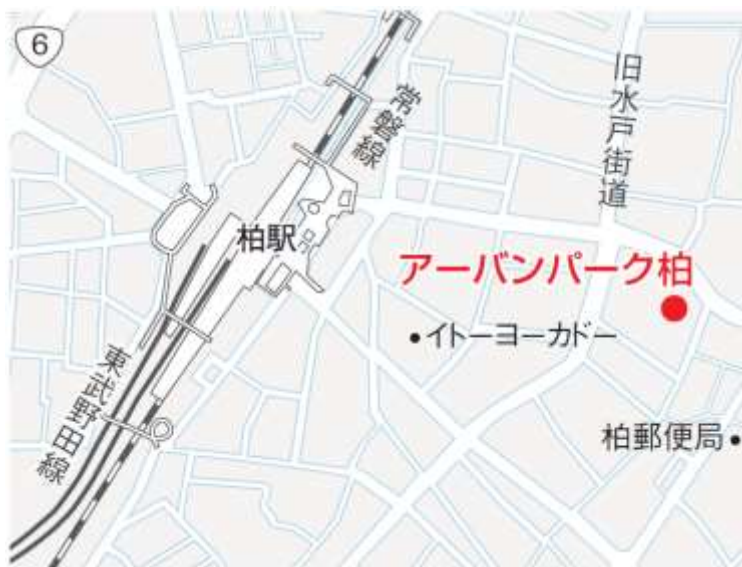 6
常磐線
旧水戸街道
柏駅
アーバンパーク柏
イトーヨーカドー
東武野田線
柏郵便局